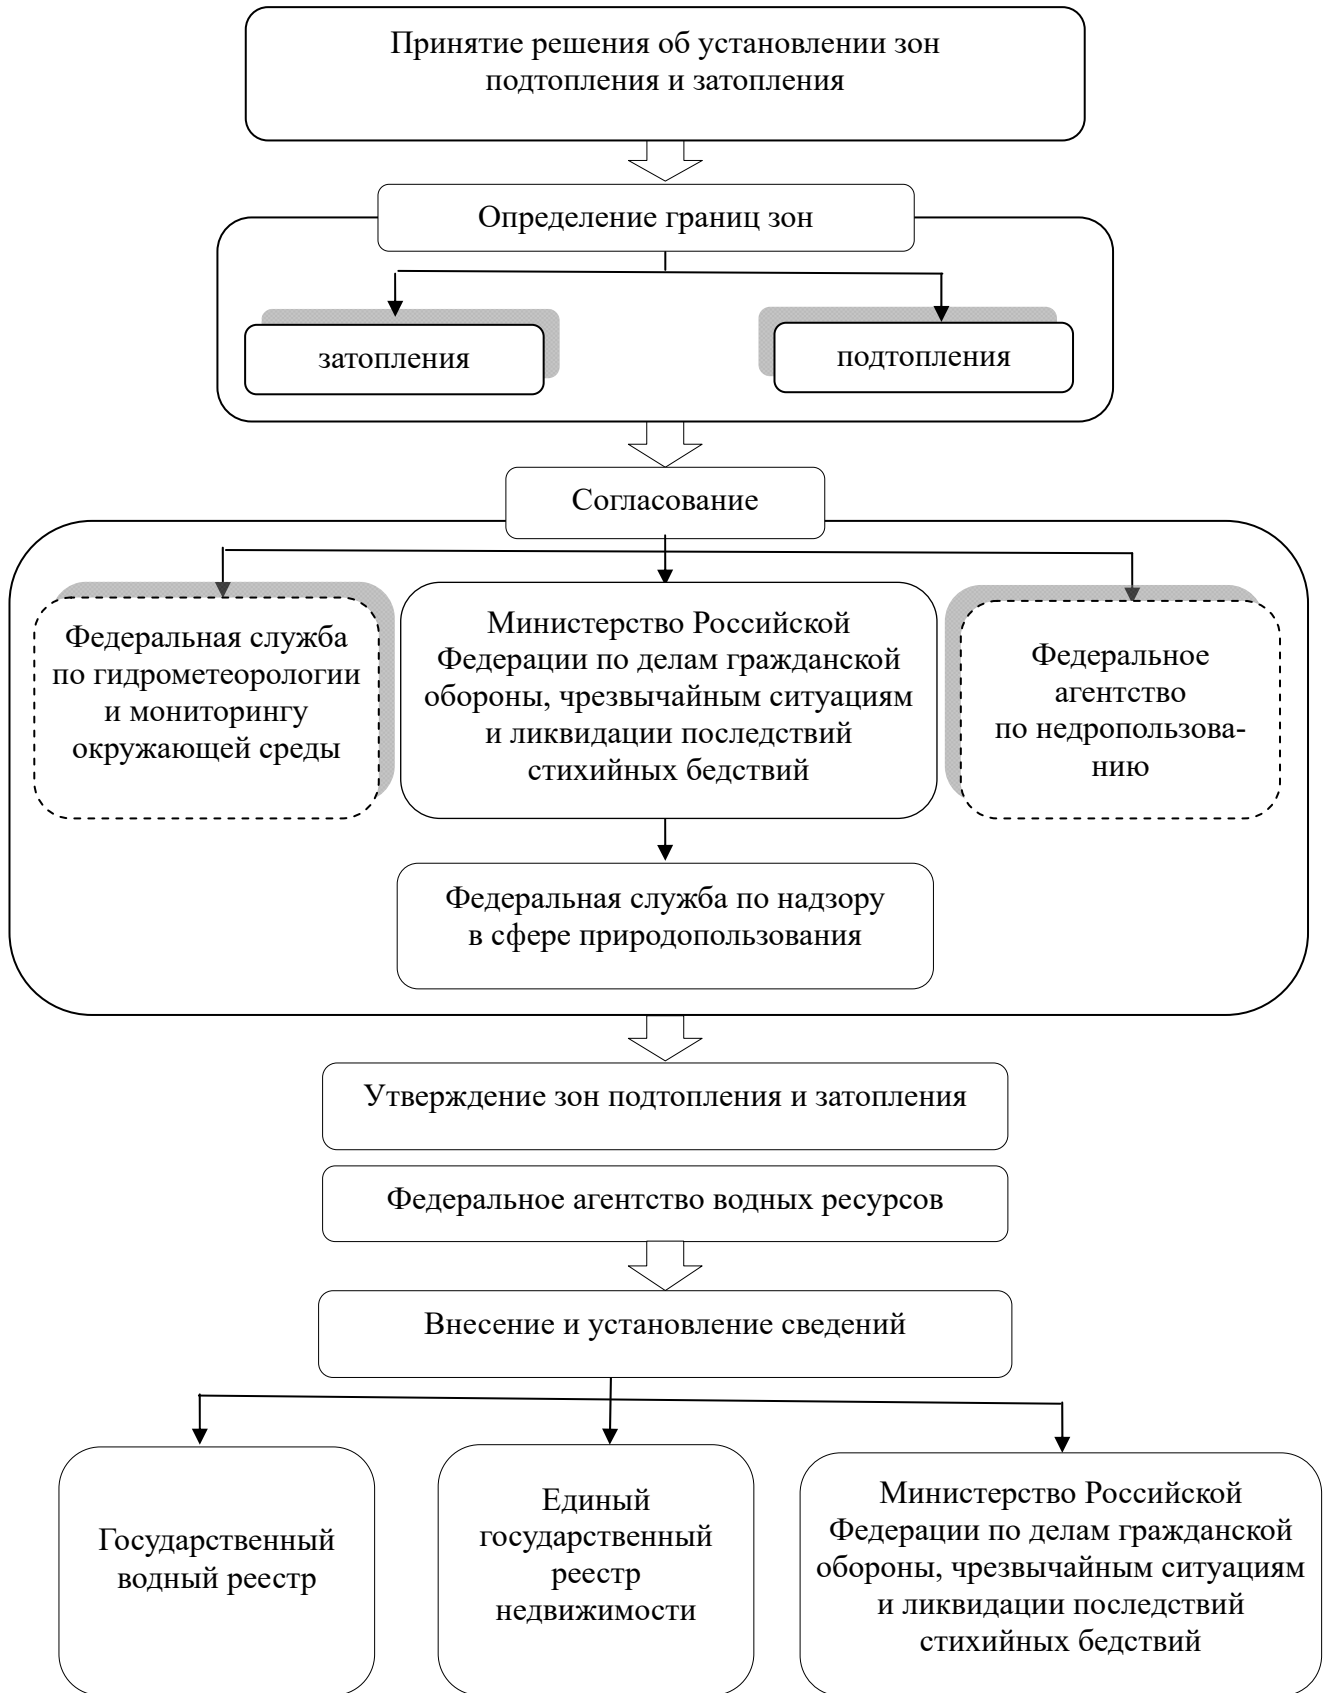 Принятие решения об установлении зон
подтопления и затопления
Определение границ зон
затопления
подтопления
Согласование
Федеральная служба
по гидрометеорологии
и мониторингу
окружающей среды
Министерство Российской
Федерации по делам гражданской
обороны, чрезвычайным ситуациям
и ликвидации последствий
стихийных бедствий
Федеральное
агентство
по недропользова-
нию
Федеральная служба по надзору
в сфере природопользования
Утверждение зон подтопления и затопления
Федеральное агентство водных ресурсов
Внесение и установление сведений
Государственный
водный реестр
Единый
государственный
реестр
недвижимости
Министерство Российской
Федерации по делам гражданской
обороны, чрезвычайным ситуациям
и ликвидации последствий
стихийных бедствий